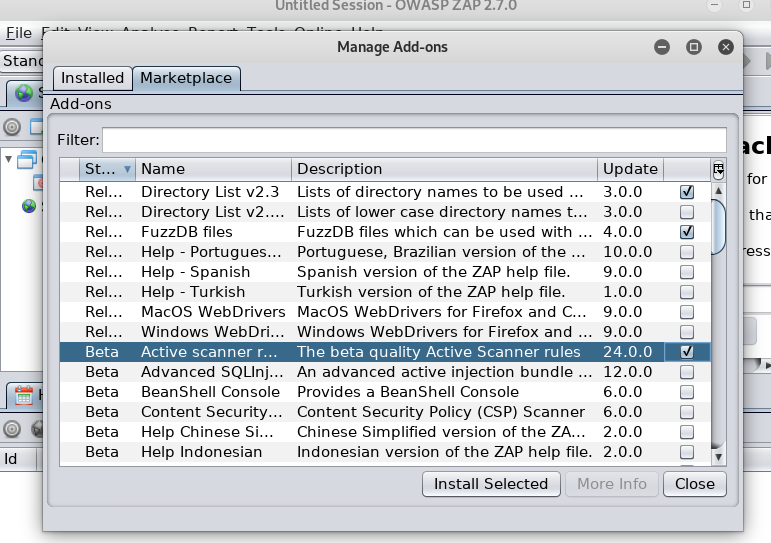 Untitled Session - OWASP ZAP 2.7.0
File Edit View Analyse Report Tools Online Help
Manage Add-ons
Stand
Installed Marketplace
Add-ons
Filter:
St... Name Description Update
Rel... Directory List v2.3 Lists of directory names to be used ... 3.0.0
Rel... Directory List v2.... Lists of lower case directory names t... 3.0.0
Rel... FuzzDB files FuzzDB files which can be used with ... 4.0.0
Rel... Help - Portugues... Portuguese, Brazilian version of the ... 10.0.0
Rel... Help - Spanish Spanish version of the ZAP help file. 9.0.0
Rel... Help - Turkish Turkish version of the ZAP help file. 1.0.0
Rel... MacOS WebDrivers MacOS WebDrivers for Firefox and C... 9.0.0
Rel... Windows WebDri... Windows WebDrivers for Firefox and ... 9.0.0
Beta Active scanner r... The beta quality Active Scanner rules 24.0.0
Beta Advanced SQLInj... An advanced active injection bundle ... 12.0.0
Beta BeanShell Console Provides a BeanShell Console 6.0.0
Beta Content Security... Content Security Policy (CSP) Scanner 6.0.0
Beta Help Chinese Si... Chinese Simplified version of the ZA... 2.0.0
Beta Help Indonesian Indonesian version of the ZAP help file. 2.0.0
Id
Install Selected More Info Close
for